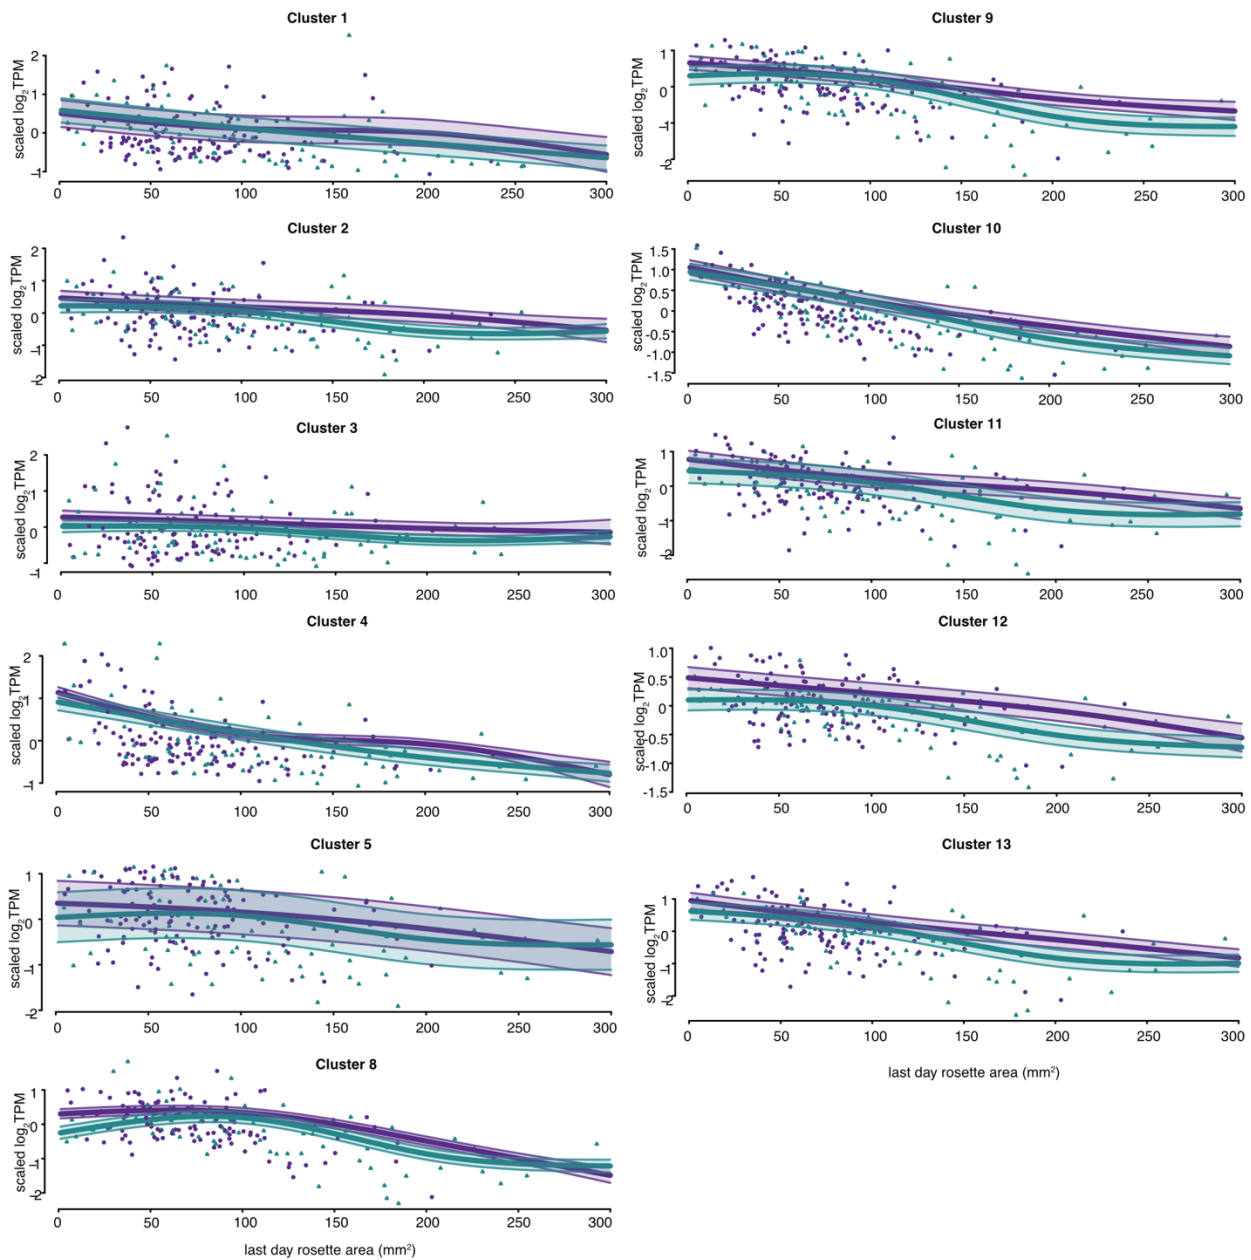 Cluster 1
scaled log2TPM
2
1
0
–1
0 50 100 150 200 250 300
Cluster 2
scaled log2TPM
2
1
0
–1
–2
0 50 100 150 200 250 300
Cluster 3
scaled log2TPM
2
1
0
–1
0 50 100 150 200 250 300
Cluster 4
scaled log2TPM
2
1
0
–1
0 50 100 150 200 250 300
Cluster 5
scaled log2TPM
1
0
–1
–2
0 50 100 150 200 250 300
Cluster 8
scaled log2TPM
1
0
–1
–2
0 50 100 150 200 250 300
last day rosette area (mm²)
Cluster 9
scaled log2TPM
1
0
–1
–2
0 50 100 150 200 250 300
Cluster 10
scaled log2TPM
1.5
1.0
0.5
0
-0.5
-1.0
-1.5
0 50 100 150 200 250 300
Cluster 11
scaled log2TPM
1
0
–1
–2
0 50 100 150 200 250 300
Cluster 12
scaled log2TPM
1.0
0.5
0
-0.5
-1.0
-1.5
0 50 100 150 200 250 300
Cluster 13
scaled log2TPM
1
0
–1
–2
0 50 100 150 200 250 300
last day rosette area (mm²)